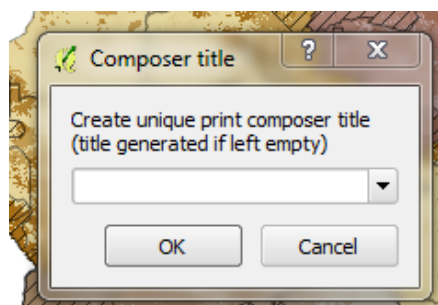 Composer title
Create unique print composer title
(title generated if left empty)
OK Cancel